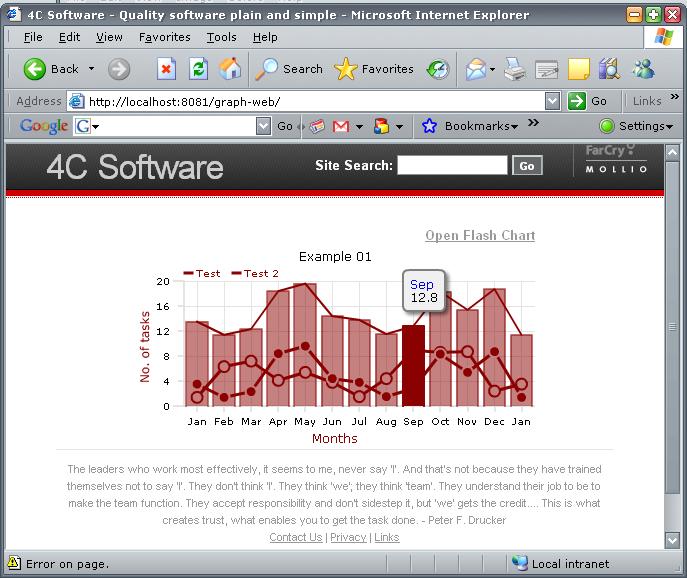 4C Software - Quality software plain and simple - Microsoft Internet Explorer
File Edit View Favorites Tools Help
Back Search Favorites
Address http://localhost:8081/graph-web/ Go Links »
Google G Go Bookmarks » Settings
4C Software Site Search: Go FarCry
MOLLIO
Open Flash Chart
Example 01
Test Test 2
Sep
12.8
20
16
12
8
4
0
No. of tasks
Jan Feb Mar Apr May Jun Jul Aug Sep Oct Nov Dec Jan
Months
The leaders who work most effectively, it seems to me, never say 'I'. And that's not because they have trained
themselves not to say 'I'. They don't think 'I'. They think 'we'; they think 'team'. They understand their job to be to
make the team function. They accept responsibility and don't sidestep it, but 'we' gets the credit.... This is what
creates trust, what enables you to get the task done. - Peter F. Drucker
Contact Us | Privacy | Links
Error on page. Local intranet